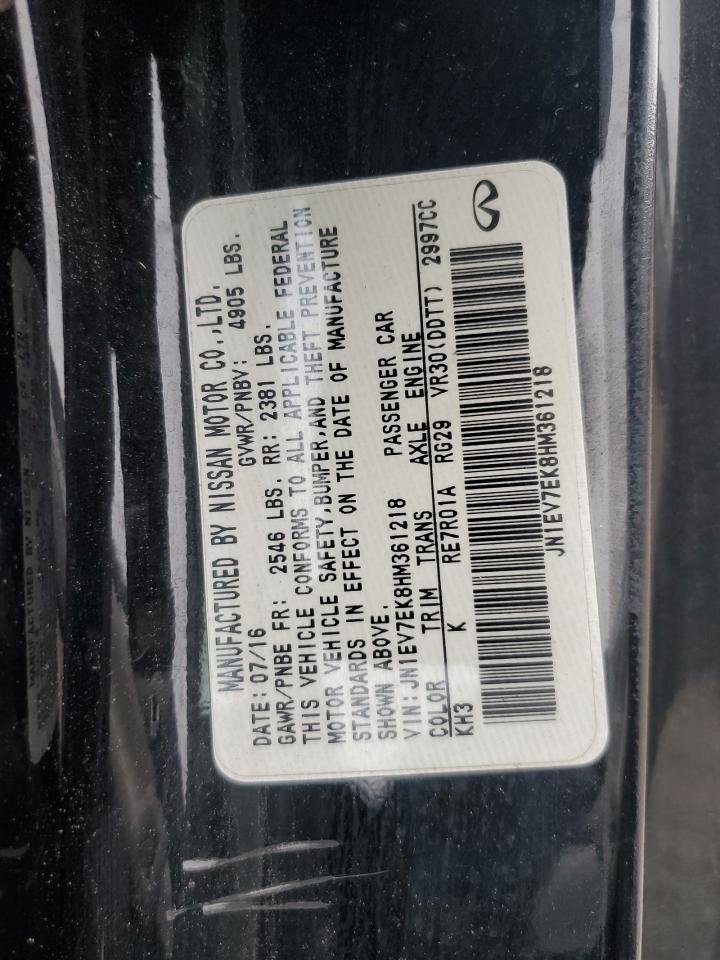 MANUFACTURED BY NISSAN MOTOR CO.,LTD.
DATE: 07/16 GVWR/PNBV: 4905 LBS.
GAWR/PNBE FR: 2546 LBS. RR: 2381 LBS.
THIS VEHICLE CONFORMS TO ALL APPLICABLE FEDERAL
MOTOR VEHICLE SAFETY,BUMPER,AND THEFT PREVENTION
STANDARDS IN EFFECT ON THE DATE OF MANUFACTURE
SHOWN ABOVE.
VIN:JN1EV7EK8HM361218 PASSENGER CAR
COLOR TRIM TRANS AXLE ENGINE
KH3 K RE7R01A RG29 VR30(DDTT) 2997CC
JN1EV7EK8HM361218